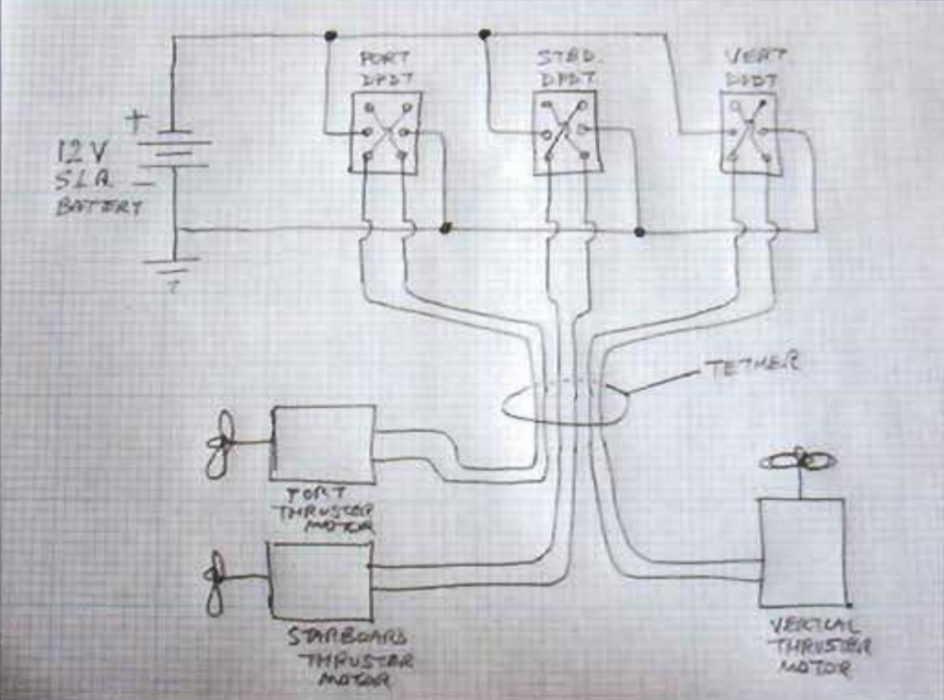 PORT
DPDT
STBD.
DPDT
VERT.
DPDT
+
12V
SLA –
BATTERY
TETHER
PORT
THRUSTER
MOTOR
STARBOARD
THRUSTER
MOTOR
VERTICAL
THRUSTER
MOTOR